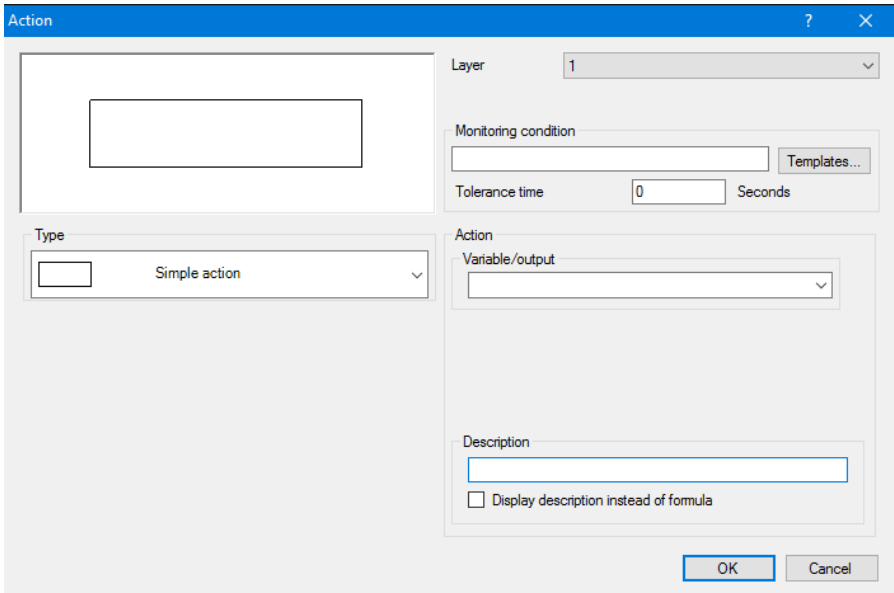 Action
?
Layer
1
Monitoring condition
Templates...
Tolerance time
0
Seconds
Type
Simple action
Action
Variable/output
Description
Display description instead of formula
OK
Cancel